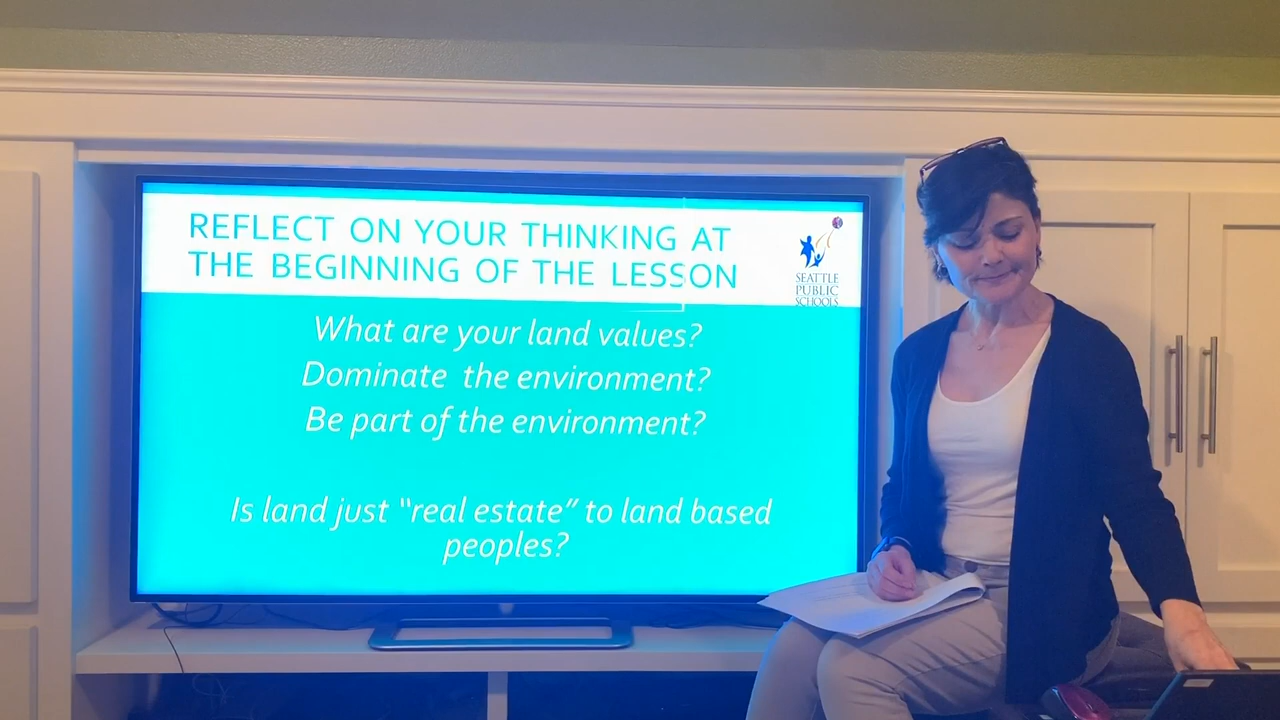 REFLECT ON YOUR THINKING AT
THE BEGINNING OF THE LESSON
SEATTLE
PUBLIC
SCHOOLS
What are your land values?
Dominate the environment?
Be part of the environment?
Is land just "real estate" to land based
peoples?